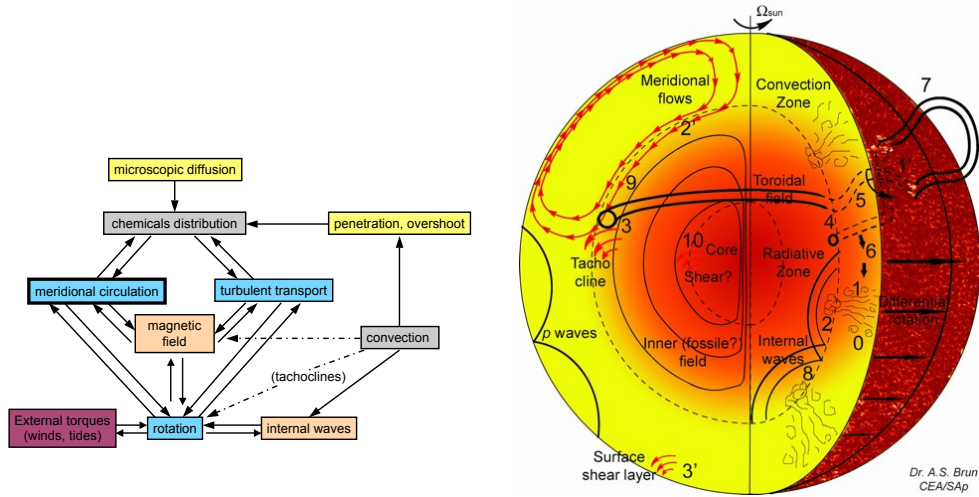 microscopic diffusion
chemicals distribution
penetration, overshoot
meridional circulation
turbulent transport
magnetic
field
convection
(tachoclines)
External torques
(winds, tides)
rotation
internal waves
Ωsun
Meridional
flows
Convection
Zone
7
2'
1'
9
Toroidal
field
5
3
4
10
Core
Shear?
Radiative
Zone
6
Tacho
cline
1
Differential
rotation
p waves
2
0
Inner (fossile?)
field
Internal
waves
8
Surface
shear layer
3'
Dr. A.S. Brun
CEA/SAp